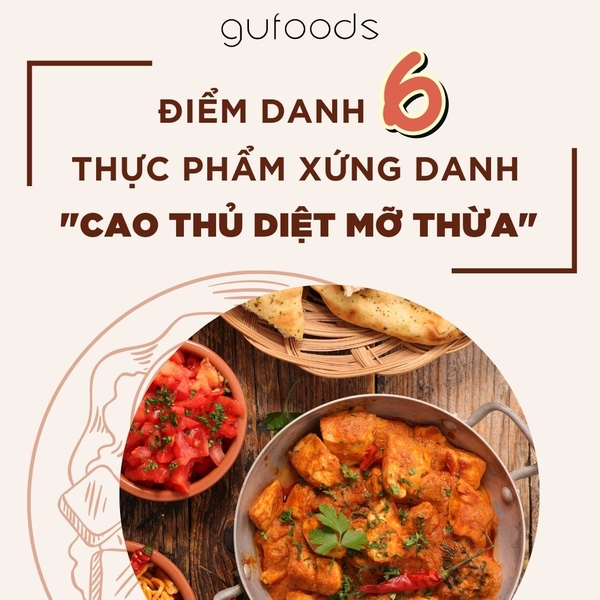 gufoods
ĐIỂM DANH 6
THỰC PHẨM XỨNG DANH
"CAO THỦ DIỆT MỠ THỪA"